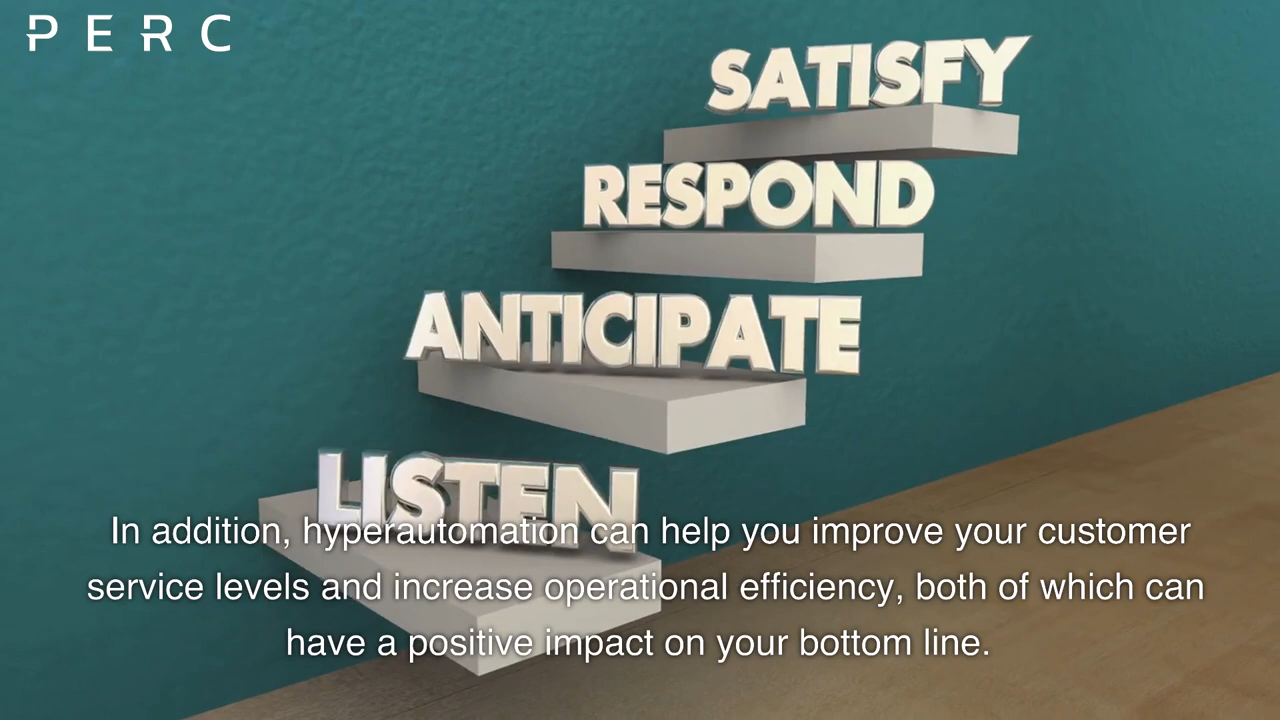 PERC
SATISFY
RESPOND
ANTICIPATE
LISTEN
In addition, hyperautomation can help you improve your customer
service levels and increase operational efficiency, both of which can
have a positive impact on your bottom line.